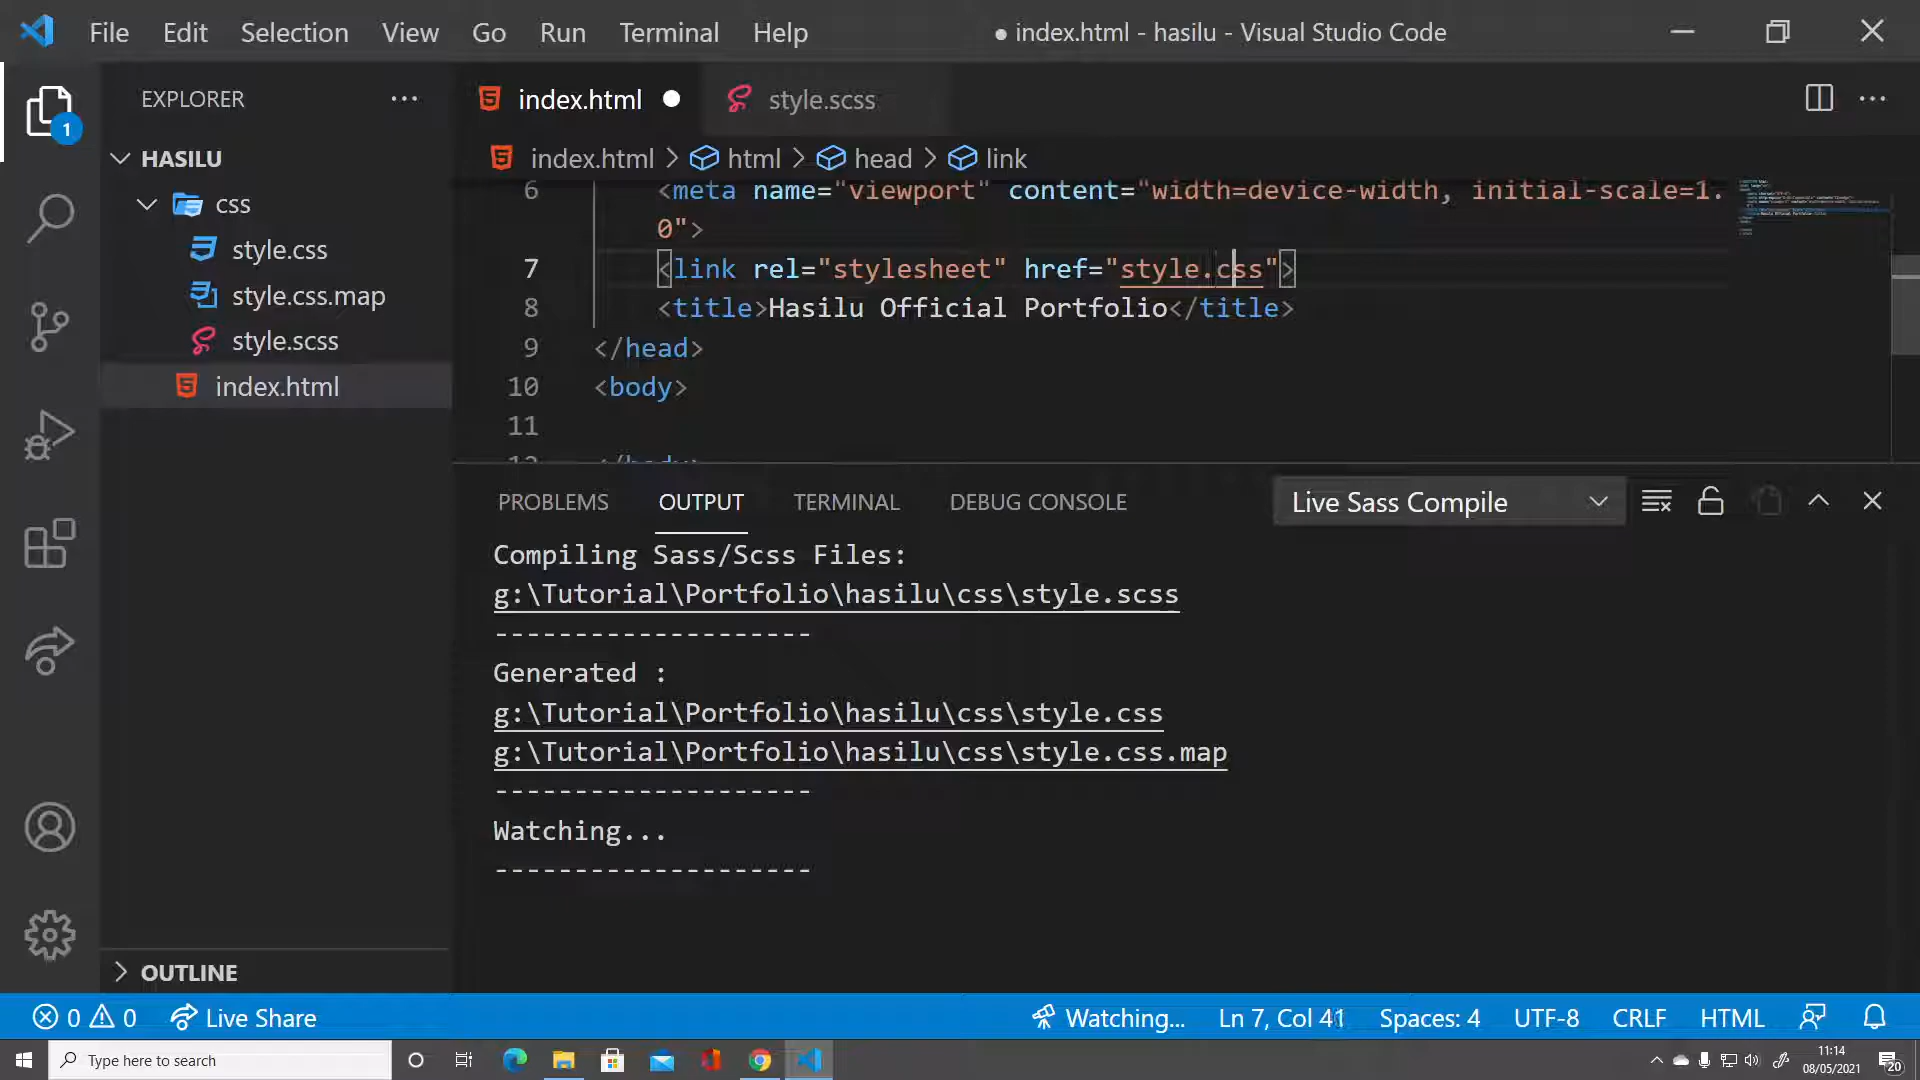 File Edit Selection View Go Run Terminal Help
● index.html - hasilu - Visual Studio Code
EXPLORER
HASILU
css
style.css
style.css.map
style.scss
index.html
OUTLINE
index.html
style.scss
index.html > html > head > link
6 <meta name="viewport" content="width=device-width, initial-scale=1.
0">
7 <link rel="stylesheet" href="style.css">
8 <title>Hasilu Official Portfolio</title>
9 </head>
10 <body>
11
12 </body>
PROBLEMS OUTPUT TERMINAL DEBUG CONSOLE
Live Sass Compile
Compiling Sass/Scss Files:
g:\Tutorial\Portfolio\hasilu\css\style.scss
--------------------
Generated :
g:\Tutorial\Portfolio\hasilu\css\style.css
g:\Tutorial\Portfolio\hasilu\css\style.css.map
--------------------
Watching...
--------------------
1
0 0 Live Share
Watching... Ln 7, Col 41 Spaces: 4 UTF-8 CRLF HTML
Type here to search
11:14
08/05/2021
20